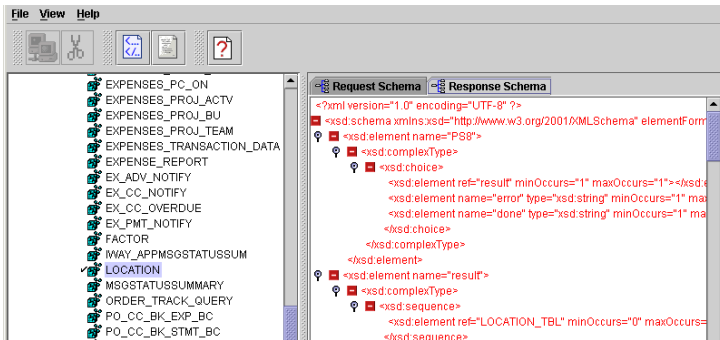 File View Help
EXPENSES_PC_ON
EXPENSES_PROJ_ACTV
EXPENSES_PROJ_BU
EXPENSES_PROJ_TEAM
EXPENSES_TRANSACTION_DATA
EXPENSE_REPORT
EX_ADV_NOTIFY
EX_CC_NOTIFY
EX_CC_OVERDUE
EX_PMT_NOTIFY
FACTOR
IWAY_APPMSGSTATUSSUM
LOCATION
MSGSTATUSSUMMARY
ORDER_TRACK_QUERY
PO_CC_BK_EXP_BC
PO_CC_BK_STMT_BC
Request Schema Response Schema
<?xml version="1.0" encoding="UTF-8" ?>
<xsd:schema xmlns:xsd="http://www.w3.org/2001/XMLSchema" elementForm
<xsd:element name="PS8">
<xsd:complexType>
<xsd:choice>
<xsd:element ref="result" minOccurs="1" maxOccurs="1"></xsd:e
<xsd:element name="error" type="xsd:string" minOccurs="1" max
<xsd:element name="done" type="xsd:string" minOccurs="1" ma
</xsd:choice>
</xsd:complexType>
</xsd:element>
<xsd:element name="result">
<xsd:complexType>
<xsd:sequence>
<xsd:element ref="LOCATION_TBL" minOccurs="0" maxOccurs=
</xsd:sequence>